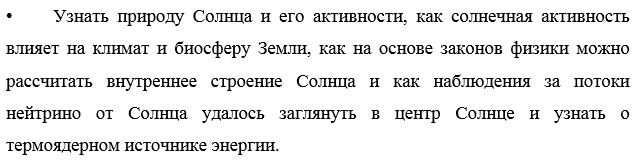 • Узнать природу Солнца и его активности, как солнечная активность
влияет на климат и биосферу Земли, как на основе законов физики можно
рассчитать внутреннее строение Солнца и как наблюдения за потоки
нейтрино от Солнца удалось заглянуть в центр Солнце и узнать о
термоядерном источнике энергии.